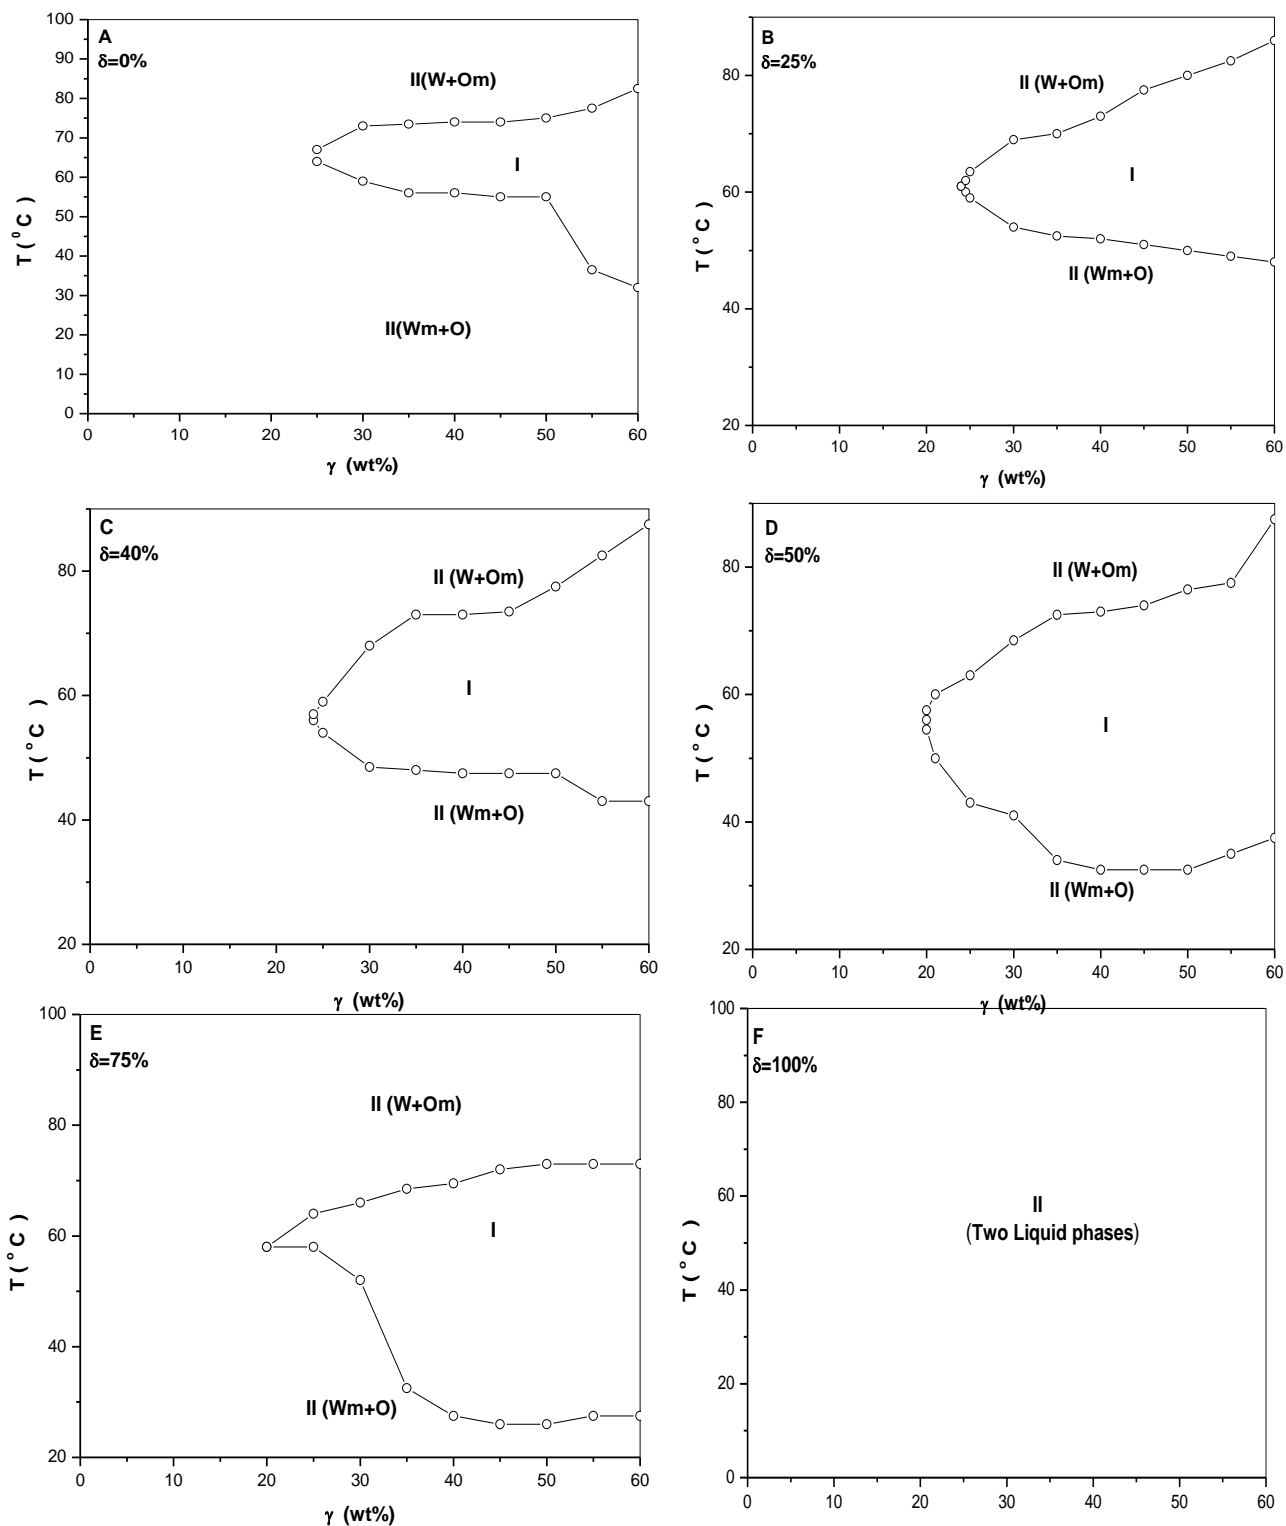 A
δ=0%
II(W+Om)
I
II(Wm+O)
T ( ⁰ C )
100
90
80
70
60
50
40
30
20
10
0
0 10 20 30 40 50 60
γ (wt%)
B
δ=25%
II (W+Om)
I
II (Wm+O)
T ( ° C )
80
60
40
20
0 10 20 30 40 50 60
γ (wt%)
C
δ=40%
II (W+Om)
I
II (Wm+O)
T ( ° C )
80
60
40
20
0 10 20 30 40 50 60
γ (wt%)
D
δ=50%
II (W+Om)
I
II (Wm+O)
T ( ° C )
80
60
40
20
0 10 20 30 40 50 60
γ (wt%)
E
δ=75%
II (W+Om)
I
II (Wm+O)
T ( ° C )
100
80
60
40
20
0 10 20 30 40 50 60
γ (wt%)
F
δ=100%
II
(Two Liquid phases)
T ( ° C )
100
80
60
40
20
0
0 10 20 30 40 50 60